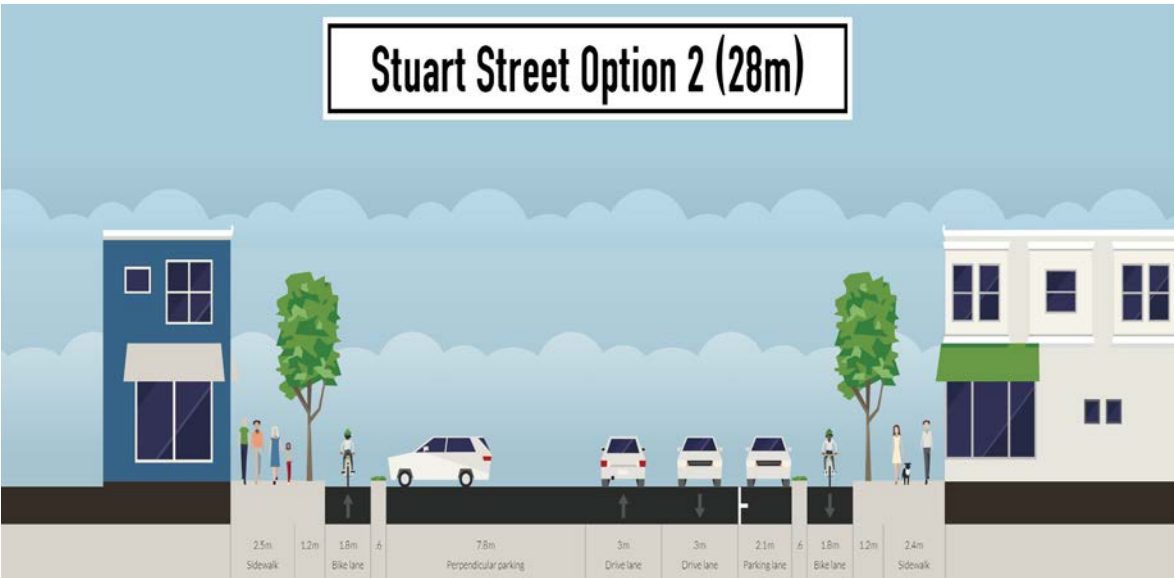 Stuart Street Option 2 (28m)
2.5m 1.2m 1.8m .6 7.8m 3m 3m 2.1m .6 1.8m 1.2m 2.4m
Sidewalk Bike lane Perpendicular parking Drive lane Drive lane Parking lane Bike lane Sidewalk